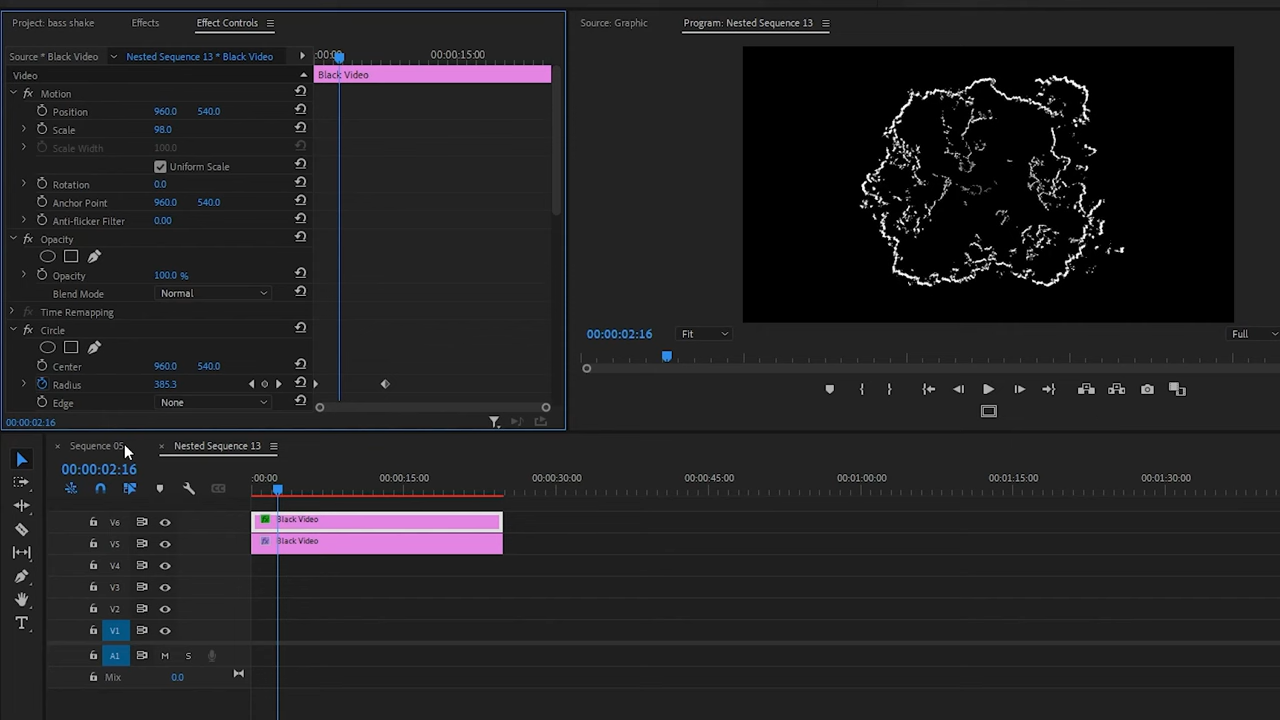 Project: bass shake
Effects
Effect Controls
Source * Black Video
Nested Sequence 13 * Black Video
:00:00
00:00:15:00
Video
Black Video
Motion
Position 960.0 540.0
Scale 98.0
Scale Width 100.0
Uniform Scale
Rotation 0.0
Anchor Point 960.0 540.0
Anti-flicker Filter 0.00
Opacity
Opacity 100.0 %
Blend Mode Normal
Time Remapping
Circle
Center 960.0 540.0
Radius 385.3
Edge None
00:00:02:16
Source: Graphic
Program: Nested Sequence 13
00:00:02:16
Fit
Full
Sequence 05
Nested Sequence 13
00:00:02:16
:00:00 00:00:15:00 00:00:30:00 00:00:45:00 00:01:00:00 00:01:15:00 00:01:30:00
V6 fx Black Video
V5 fx Black Video
V4
V3
V2
V1
A1 M S
Mix 0.0